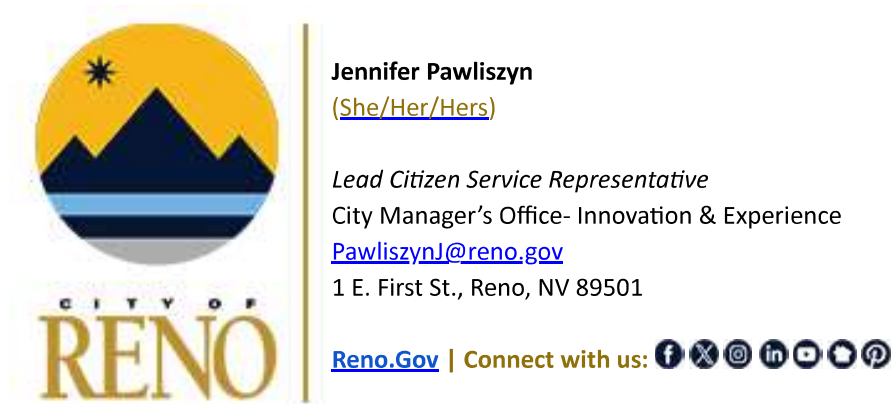 CITY OF
RENO
Jennifer Pawliszyn
(She/Her/Hers)
Lead Citizen Service Representative
City Manager’s Office- Innovation & Experience
PawliszynJ@reno.gov
1 E. First St., Reno, NV 89501
Reno.Gov | Connect with us: